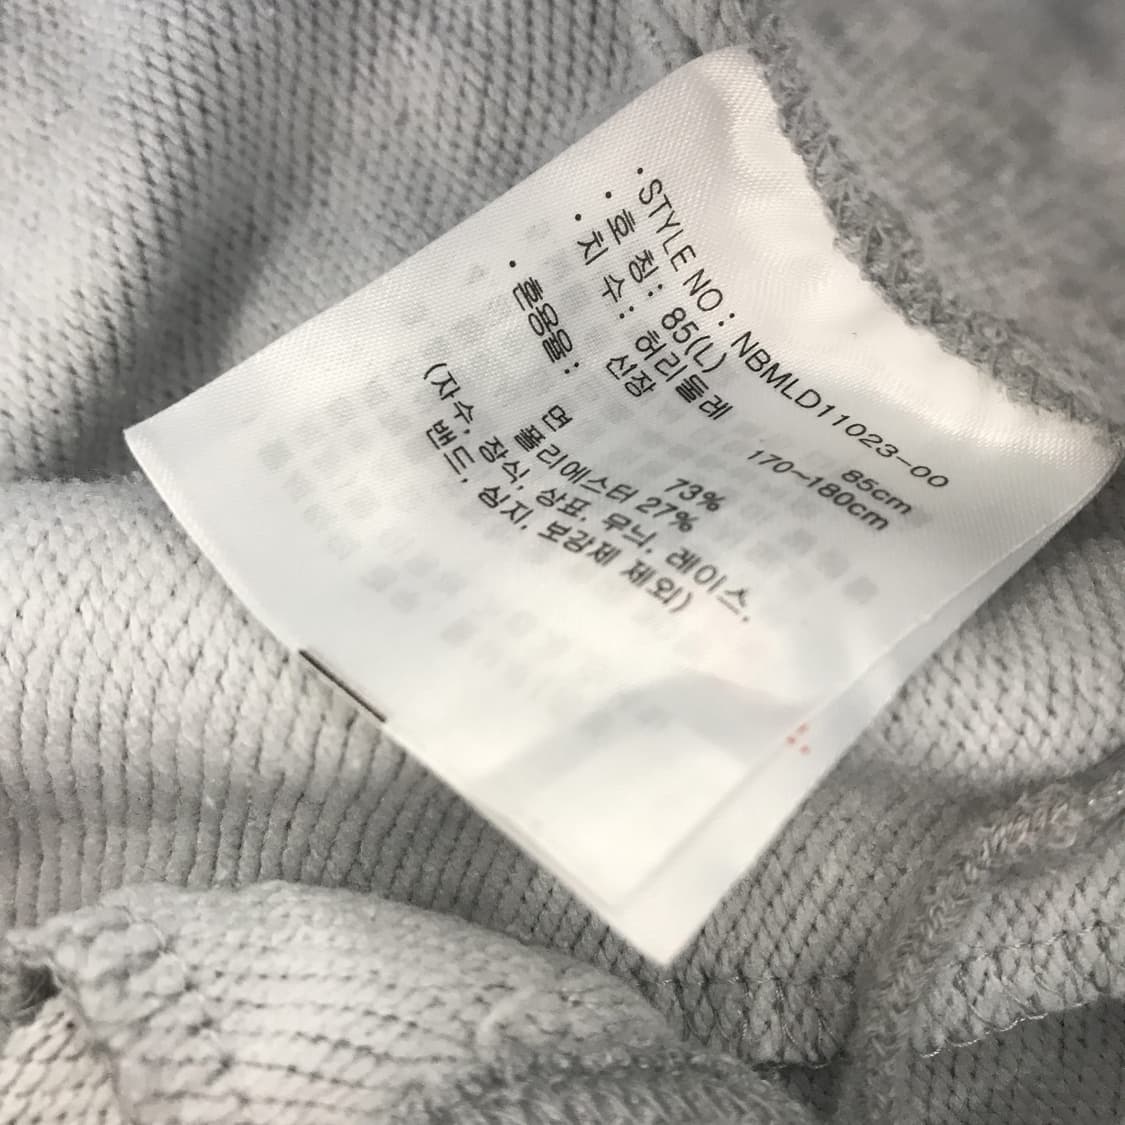 · STYLE NO : NBMLD11023-00
· 호 칭 : 85(L)
· 치 수 : 허리둘레 85cm
신장 170~180cm
· 혼용율 :
면 73%
폴리에스터 27%
(자수, 장식, 상표, 무늬, 레이스,
밴드, 심지, 보강제 제외)